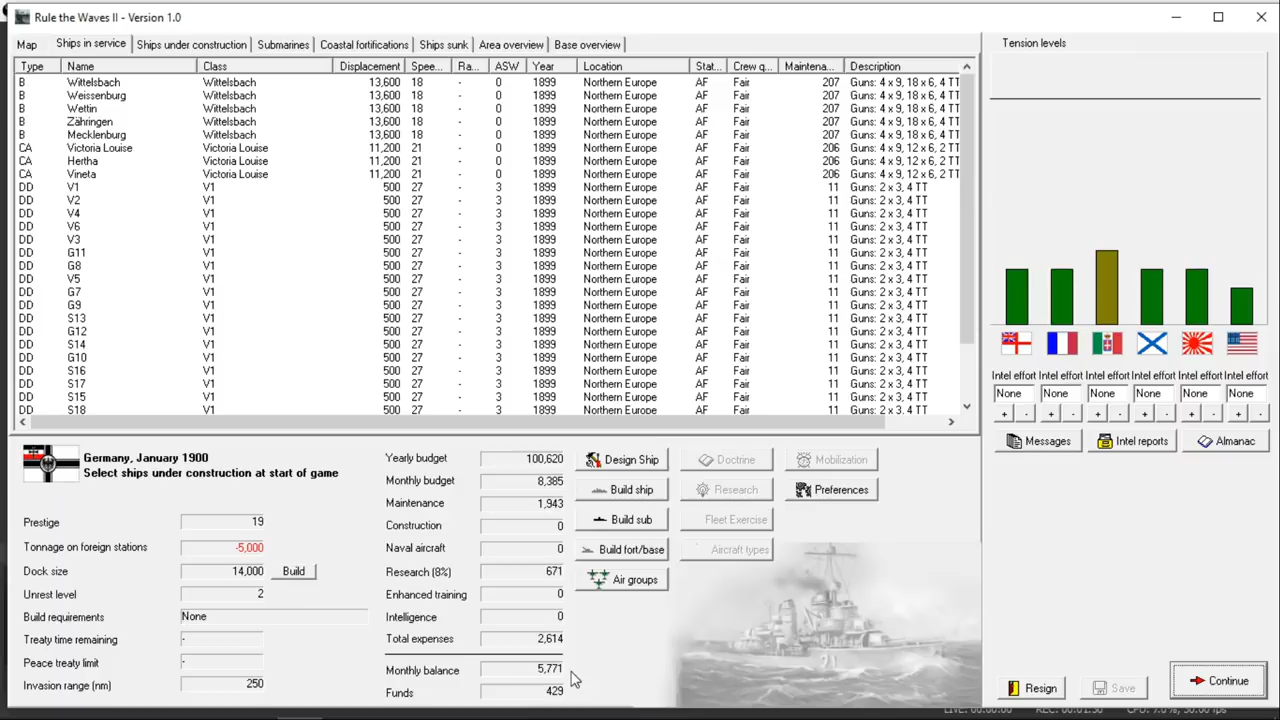 Rule the Waves II - Version 1.0
Map Ships in service Ships under construction Submarines Coastal fortifications Ships sunk Area overview Base overview
Type Name Class Displacement Spee... Ra... ASW Year Location Stat... Crew q... Maintena... Description
B Wittelsbach Wittelsbach 13,600 18 - 0 1899 Northern Europe AF Fair 207 Guns: 4 x 9, 18 x 6, 4 TT
B Weissenburg Wittelsbach 13,600 18 - 0 1899 Northern Europe AF Fair 207 Guns: 4 x 9, 18 x 6, 4 TT
B Wettin Wittelsbach 13,600 18 - 0 1899 Northern Europe AF Fair 207 Guns: 4 x 9, 18 x 6, 4 TT
B Zähringen Wittelsbach 13,600 18 - 0 1899 Northern Europe AF Fair 207 Guns: 4 x 9, 18 x 6, 4 TT
B Mecklenburg Wittelsbach 13,600 18 - 0 1899 Northern Europe AF Fair 207 Guns: 4 x 9, 18 x 6, 4 TT
CA Victoria Louise Victoria Louise 11,200 21 - 0 1899 Northern Europe AF Fair 206 Guns: 4 x 9, 12 x 6, 2 TT
CA Hertha Victoria Louise 11,200 21 - 0 1899 Northern Europe AF Fair 206 Guns: 4 x 9, 12 x 6, 2 TT
CA Vineta Victoria Louise 11,200 21 - 0 1899 Northern Europe AF Fair 206 Guns: 4 x 9, 12 x 6, 2 TT
DD V1 V1 500 27 - 3 1899 Northern Europe AF Fair 11 Guns: 2 x 3, 4 TT
DD V2 V1 500 27 - 3 1899 Northern Europe AF Fair 11 Guns: 2 x 3, 4 TT
DD V4 V1 500 27 - 3 1899 Northern Europe AF Fair 11 Guns: 2 x 3, 4 TT
DD V6 V1 500 27 - 3 1899 Northern Europe AF Fair 11 Guns: 2 x 3, 4 TT
DD V3 V1 500 27 - 3 1899 Northern Europe AF Fair 11 Guns: 2 x 3, 4 TT
DD G11 V1 500 27 - 3 1899 Northern Europe AF Fair 11 Guns: 2 x 3, 4 TT
DD G8 V1 500 27 - 3 1899 Northern Europe AF Fair 11 Guns: 2 x 3, 4 TT
DD V5 V1 500 27 - 3 1899 Northern Europe AF Fair 11 Guns: 2 x 3, 4 TT
DD G7 V1 500 27 - 3 1899 Northern Europe AF Fair 11 Guns: 2 x 3, 4 TT
DD G9 V1 500 27 - 3 1899 Northern Europe AF Fair 11 Guns: 2 x 3, 4 TT
DD S13 V1 500 27 - 3 1899 Northern Europe AF Fair 11 Guns: 2 x 3, 4 TT
DD G12 V1 500 27 - 3 1899 Northern Europe AF Fair 11 Guns: 2 x 3, 4 TT
DD S14 V1 500 27 - 3 1899 Northern Europe AF Fair 11 Guns: 2 x 3, 4 TT
DD G10 V1 500 27 - 3 1899 Northern Europe AF Fair 11 Guns: 2 x 3, 4 TT
DD S16 V1 500 27 - 3 1899 Northern Europe AF Fair 11 Guns: 2 x 3, 4 TT
DD S17 V1 500 27 - 3 1899 Northern Europe AF Fair 11 Guns: 2 x 3, 4 TT
DD S15 V1 500 27 - 3 1899 Northern Europe AF Fair 11 Guns: 2 x 3, 4 TT
DD S18 V1 500 27 - 3 1899 Northern Europe AF Fair 11 Guns: 2 x 3, 4 TT
Tension levels
Intel effort Intel effort Intel effort Intel effort Intel effort Intel effort
None None None None None None
+ - + - + - + - + - + -
Messages Intel reports Almanac
Germany, January 1900
Select ships under construction at start of game
Prestige 19
Tonnage on foreign stations -5,000
Dock size 14,000 Build
Unrest level 2
Build requirements None
Treaty time remaining -
Peace treaty limit -
Invasion range (nm) 250
Yearly budget 100,620
Monthly budget 8,385
Maintenance 1,943
Construction 0
Naval aircraft 0
Research (8%) 671
Enhanced training 0
Intelligence 0
Total expenses 2,614
Monthly balance 5,771
Funds 429
Design Ship Doctrine Mobilization
Build ship Research Preferences
Build sub Fleet Exercise
Build fort/base Aircraft types
Air groups
Resign Save Continue